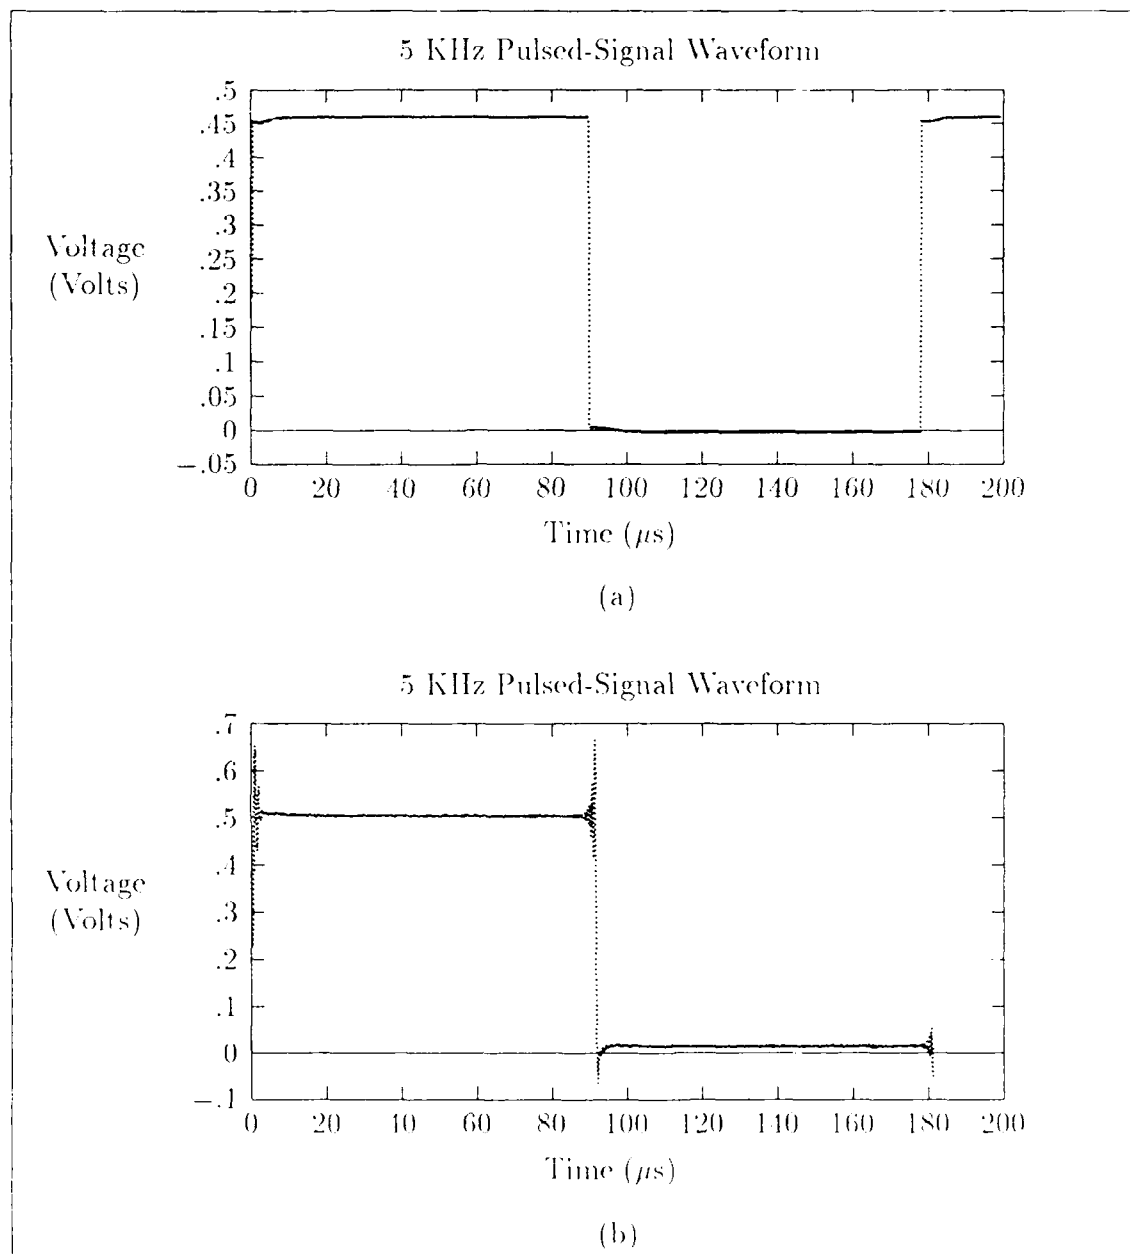 5 KHz Pulsed-Signal Waveform
.5
.45
.4
.35
.3
.25
.2
.15
.1
.05
0
−.05
Voltage
(Volts)
0 20 40 60 80 100 120 140 160 180 200
Time (μs)
(a)
5 KHz Pulsed-Signal Waveform
.7
.6
.5
.4
.3
.2
.1
0
−.1
Voltage
(Volts)
0 20 40 60 80 100 120 140 160 180 200
Time (μs)
(b)